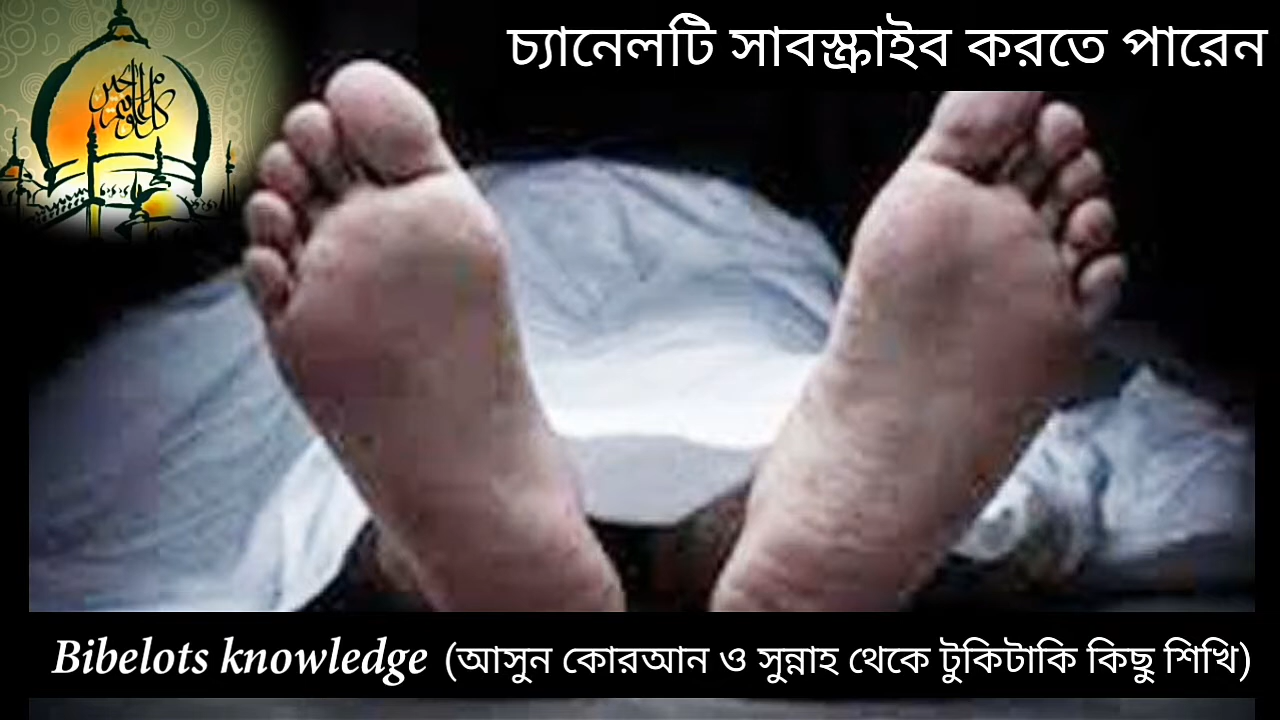 চ্যানেলটি সাবস্ক্রাইব করতে পারেন
Bibelots knowledge (আসুন কোরআন ও সুন্নাহ থেকে টুকিটাকি কিছু শিখি)